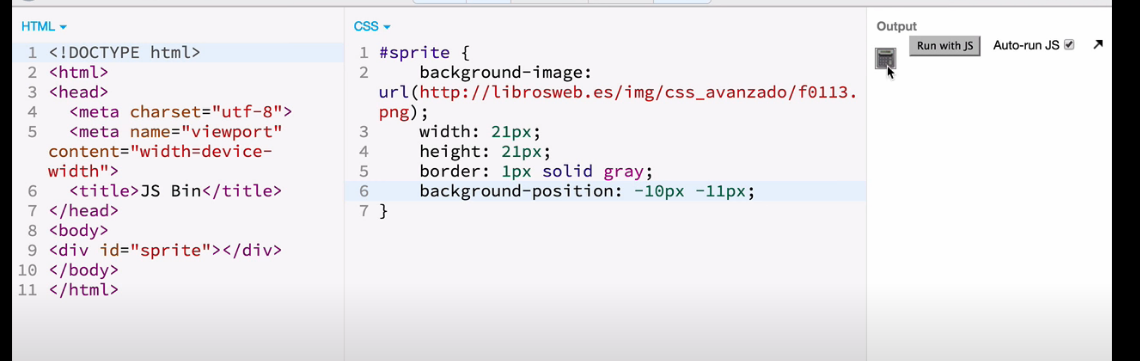 HTML
1 <!DOCTYPE html>
2 <html>
3 <head>
4 <meta charset="utf-8">
5 <meta name="viewport"
content="width=device-
width">
6 <title>JS Bin</title>
7 </head>
8 <body>
9 <div id="sprite"></div>
10 </body>
11 </html>
CSS
1 #sprite {
2 background-image:
url(http://librosweb.es/img/css_avanzado/f0113.
png);
3 width: 21px;
4 height: 21px;
5 border: 1px solid gray;
6 background-position: -10px -11px;
7 }
Output
Run with JS Auto-run JS